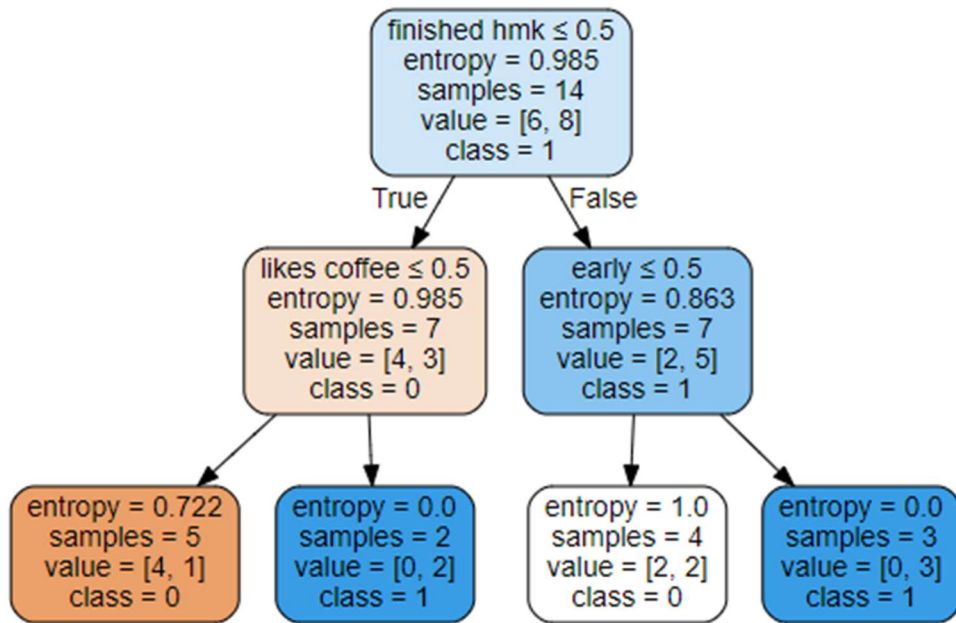 finished hmk ≤ 0.5
entropy = 0.985
samples = 14
value = [6, 8]
class = 1
True
False
likes coffee ≤ 0.5
entropy = 0.985
samples = 7
value = [4, 3]
class = 0
early ≤ 0.5
entropy = 0.863
samples = 7
value = [2, 5]
class = 1
entropy = 0.722
samples = 5
value = [4, 1]
class = 0
entropy = 0.0
samples = 2
value = [0, 2]
class = 1
entropy = 1.0
samples = 4
value = [2, 2]
class = 0
entropy = 0.0
samples = 3
value = [0, 3]
class = 1